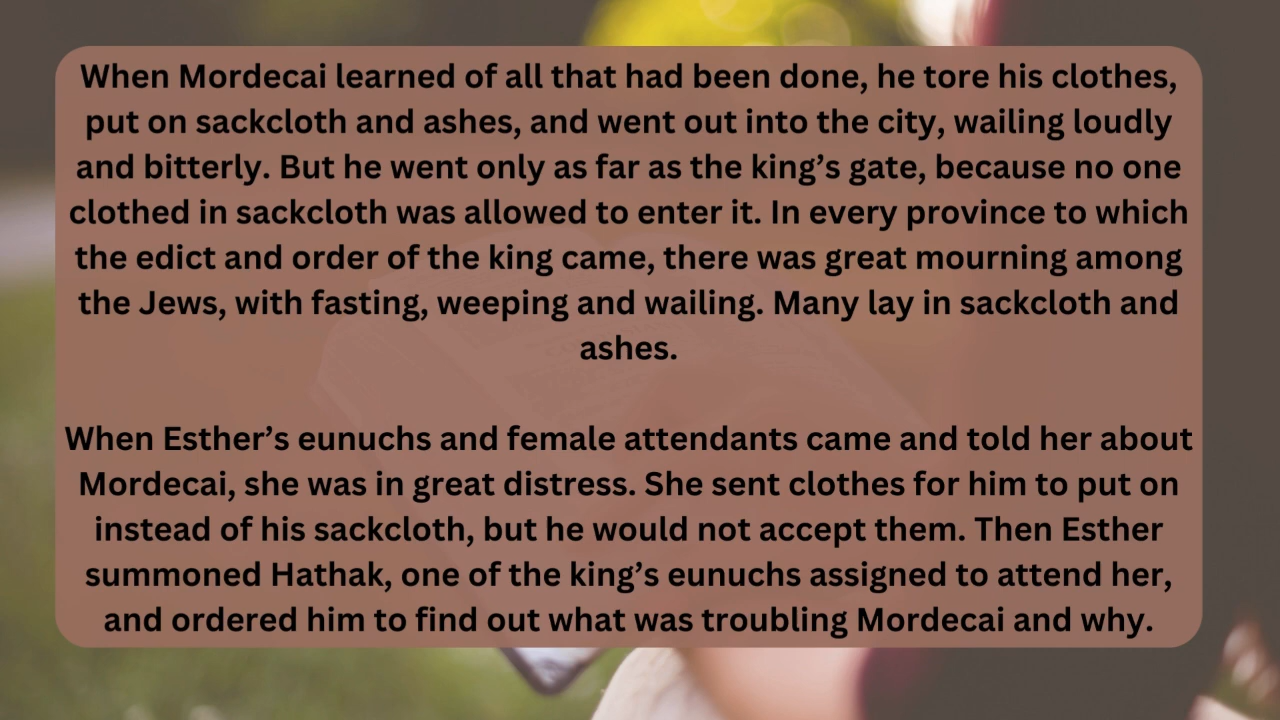 When Mordecai learned of all that had been done, he tore his clothes,
put on sackcloth and ashes, and went out into the city, wailing loudly
and bitterly. But he went only as far as the king’s gate, because no one
clothed in sackcloth was allowed to enter it. In every province to which
the edict and order of the king came, there was great mourning among
the Jews, with fasting, weeping and wailing. Many lay in sackcloth and
ashes.
When Esther’s eunuchs and female attendants came and told her about
Mordecai, she was in great distress. She sent clothes for him to put on
instead of his sackcloth, but he would not accept them. Then Esther
summoned Hathak, one of the king’s eunuchs assigned to attend her,
and ordered him to find out what was troubling Mordecai and why.